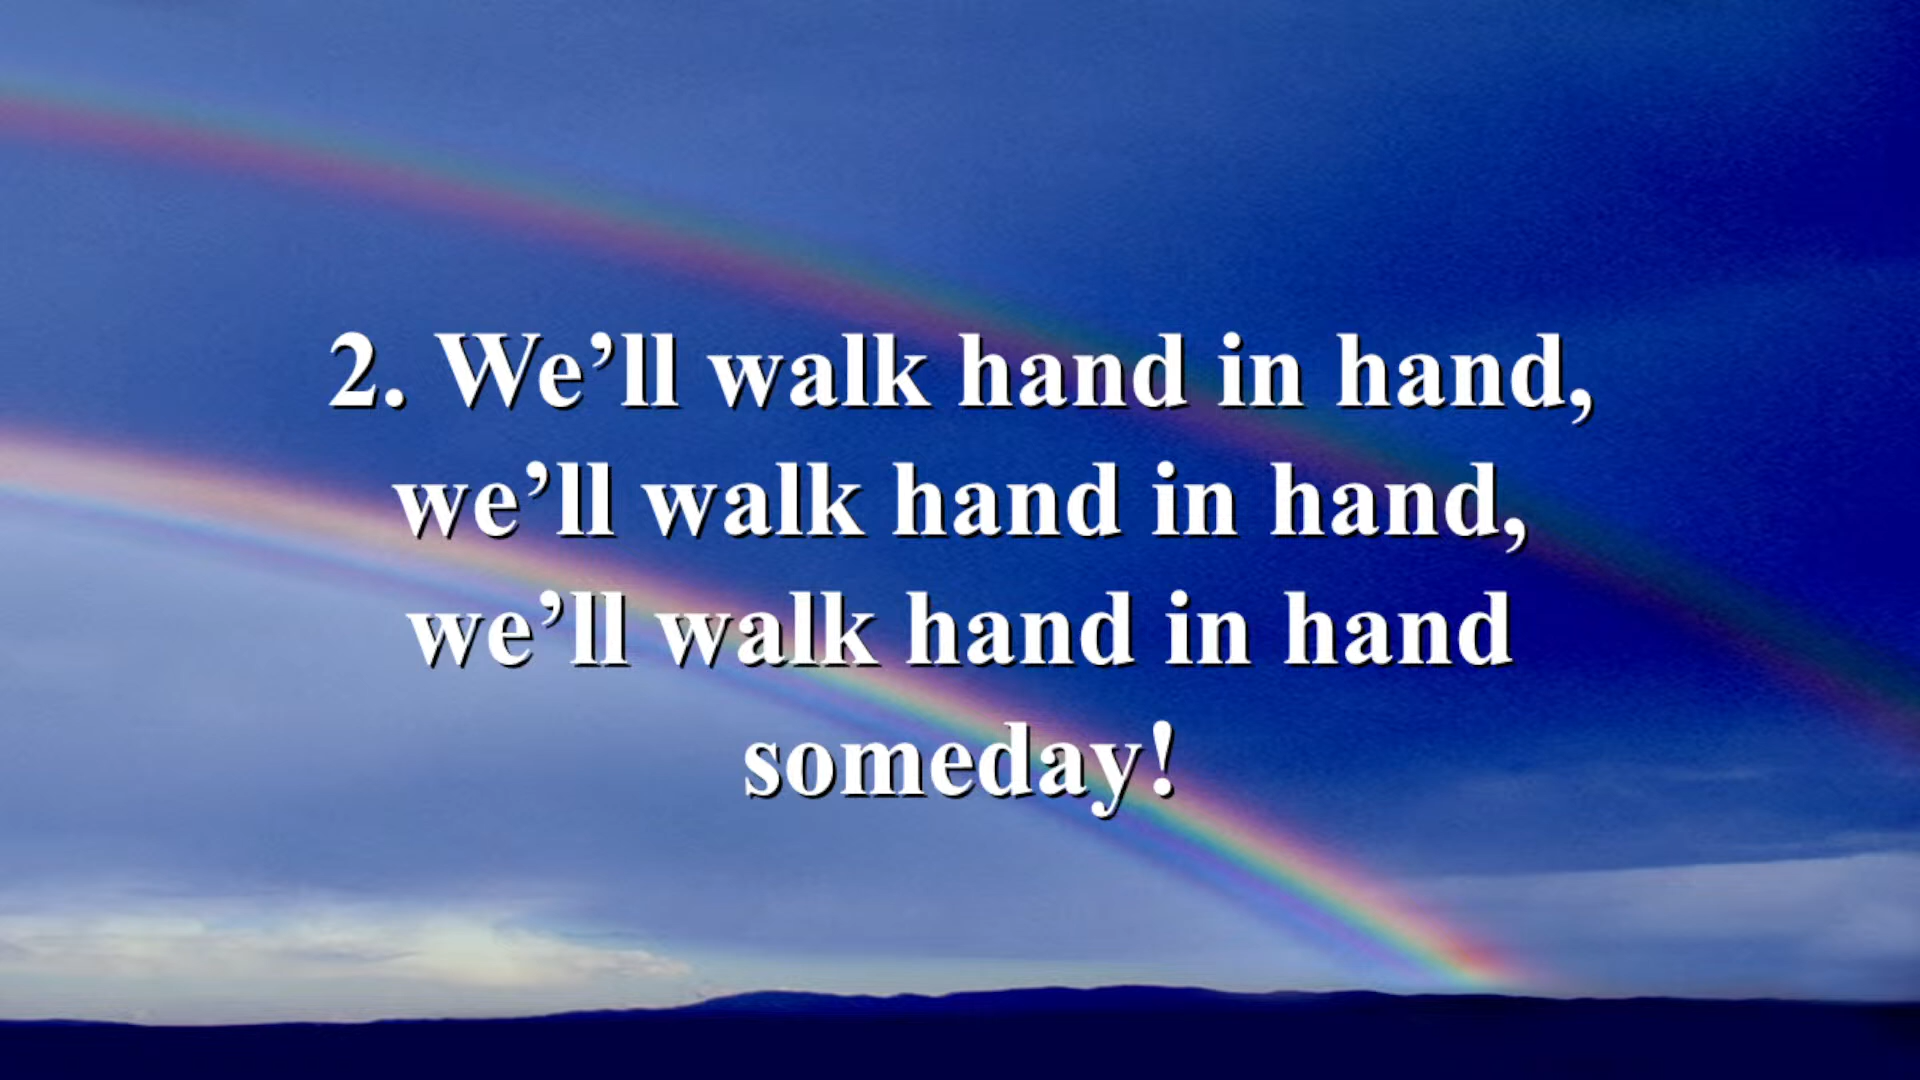 2. We’ll walk hand in hand,
we’ll walk hand in hand,
we’ll walk hand in hand
someday!